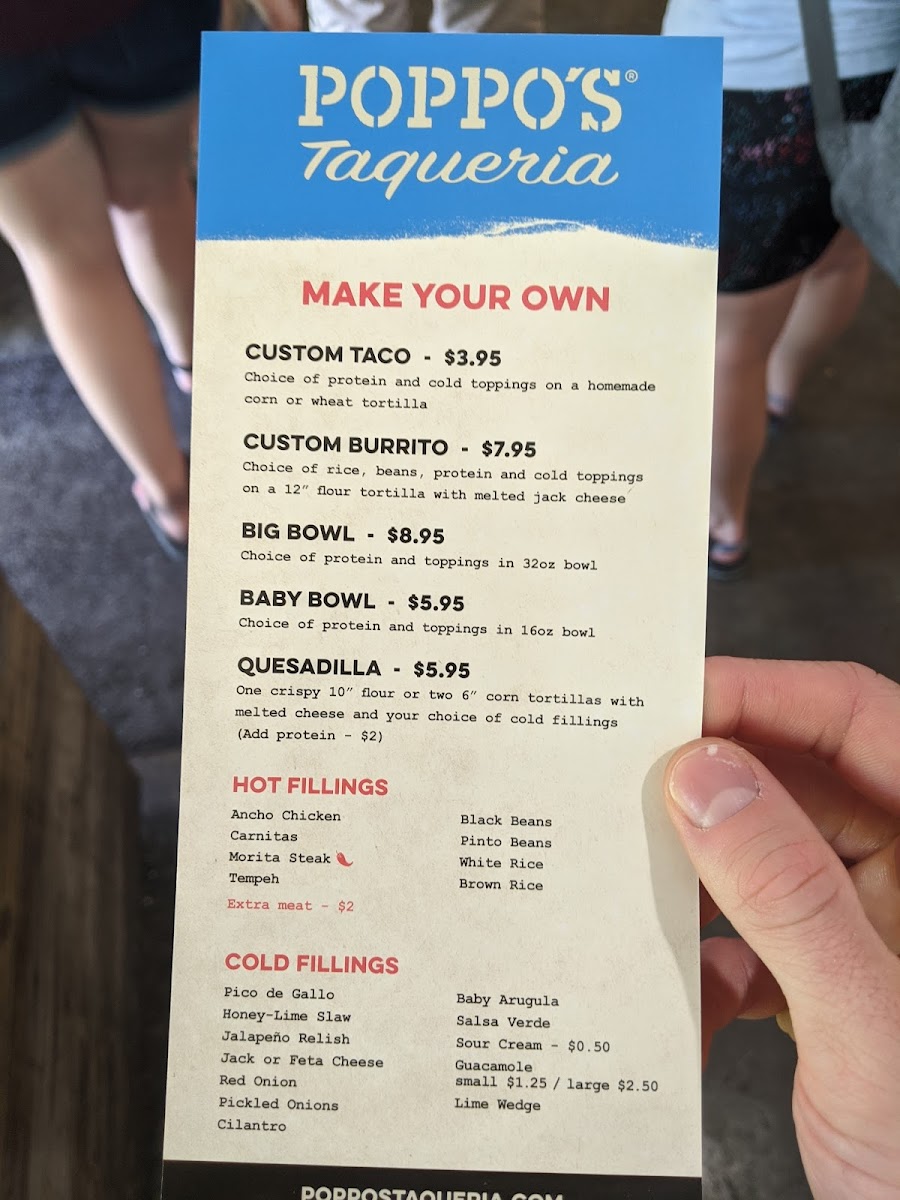 POPPO'S®
Taqueria
MAKE YOUR OWN
CUSTOM TACO - $3.95
Choice of protein and cold toppings on a homemade
corn or wheat tortilla
CUSTOM BURRITO - $7.95
Choice of rice, beans, protein and cold toppings
on a 12" flour tortilla with melted jack cheese
BIG BOWL - $8.95
Choice of protein and toppings in 32oz bowl
BABY BOWL - $5.95
Choice of protein and toppings in 16oz bowl
QUESADILLA - $5.95
One crispy 10" flour or two 6" corn tortillas with
melted cheese and your choice of cold fillings
(Add protein - $2)
HOT FILLINGS
Ancho Chicken
Carnitas
Morita Steak
Tempeh
Extra meat - $2
Black Beans
Pinto Beans
White Rice
Brown Rice
COLD FILLINGS
Pico de Gallo
Honey-Lime Slaw
Jalapeño Relish
Jack or Feta Cheese
Red Onion
Pickled Onions
Cilantro
Baby Arugula
Salsa Verde
Sour Cream - $0.50
Guacamole
small $1.25 / large $2.50
Lime Wedge
POPPOSTAQUERIA.COM